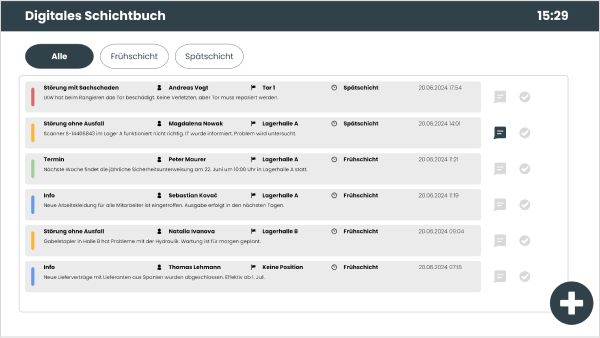 Digitales Schichtbuch 15:29
Alle Frühschicht Spätschicht
Störung mit Sachschaden Andreas Vogt Tor 1 Spätschicht 20.06.2024 17:54
LKW hat beim Rangieren das Tor beschädigt. Keine Verletzten, aber Tor muss repariert werden.
Störung ohne Ausfall Magdalena Nowak Lagerhalle A Spätschicht 20.06.2024 14:01
Scanner S-14406843 im Lager A funktioniert nicht richtig. IT wurde informiert, Problem wird untersucht.
Termin Peter Maurer Lagerhalle A Frühschicht 20.06.2024 11:21
Nächste Woche findet die jährliche Sicherheitsunterweisung am 22. Juni um 10:00 Uhr in Lagerhalle A statt.
Info Sebastian Kovač Lagerhalle A Frühschicht 20.06.2024 11:19
Neue Arbeitskleidung für alle Mitarbeiter ist eingetroffen. Ausgabe erfolgt in den nächsten Tagen.
Störung ohne Ausfall Natalia Ivanova Lagerhalle B Frühschicht 20.06.2024 09:04
Gabelstapler in Halle B hat Probleme mit der Hydraulik. Wartung ist für morgen geplant.
Info Thomas Lehmann Keine Position Frühschicht 20.06.2024 07:15
Neue Lieferverträge mit Lieferanten aus Spanien wurden abgeschlossen. Effektiv ab 1. Juli.